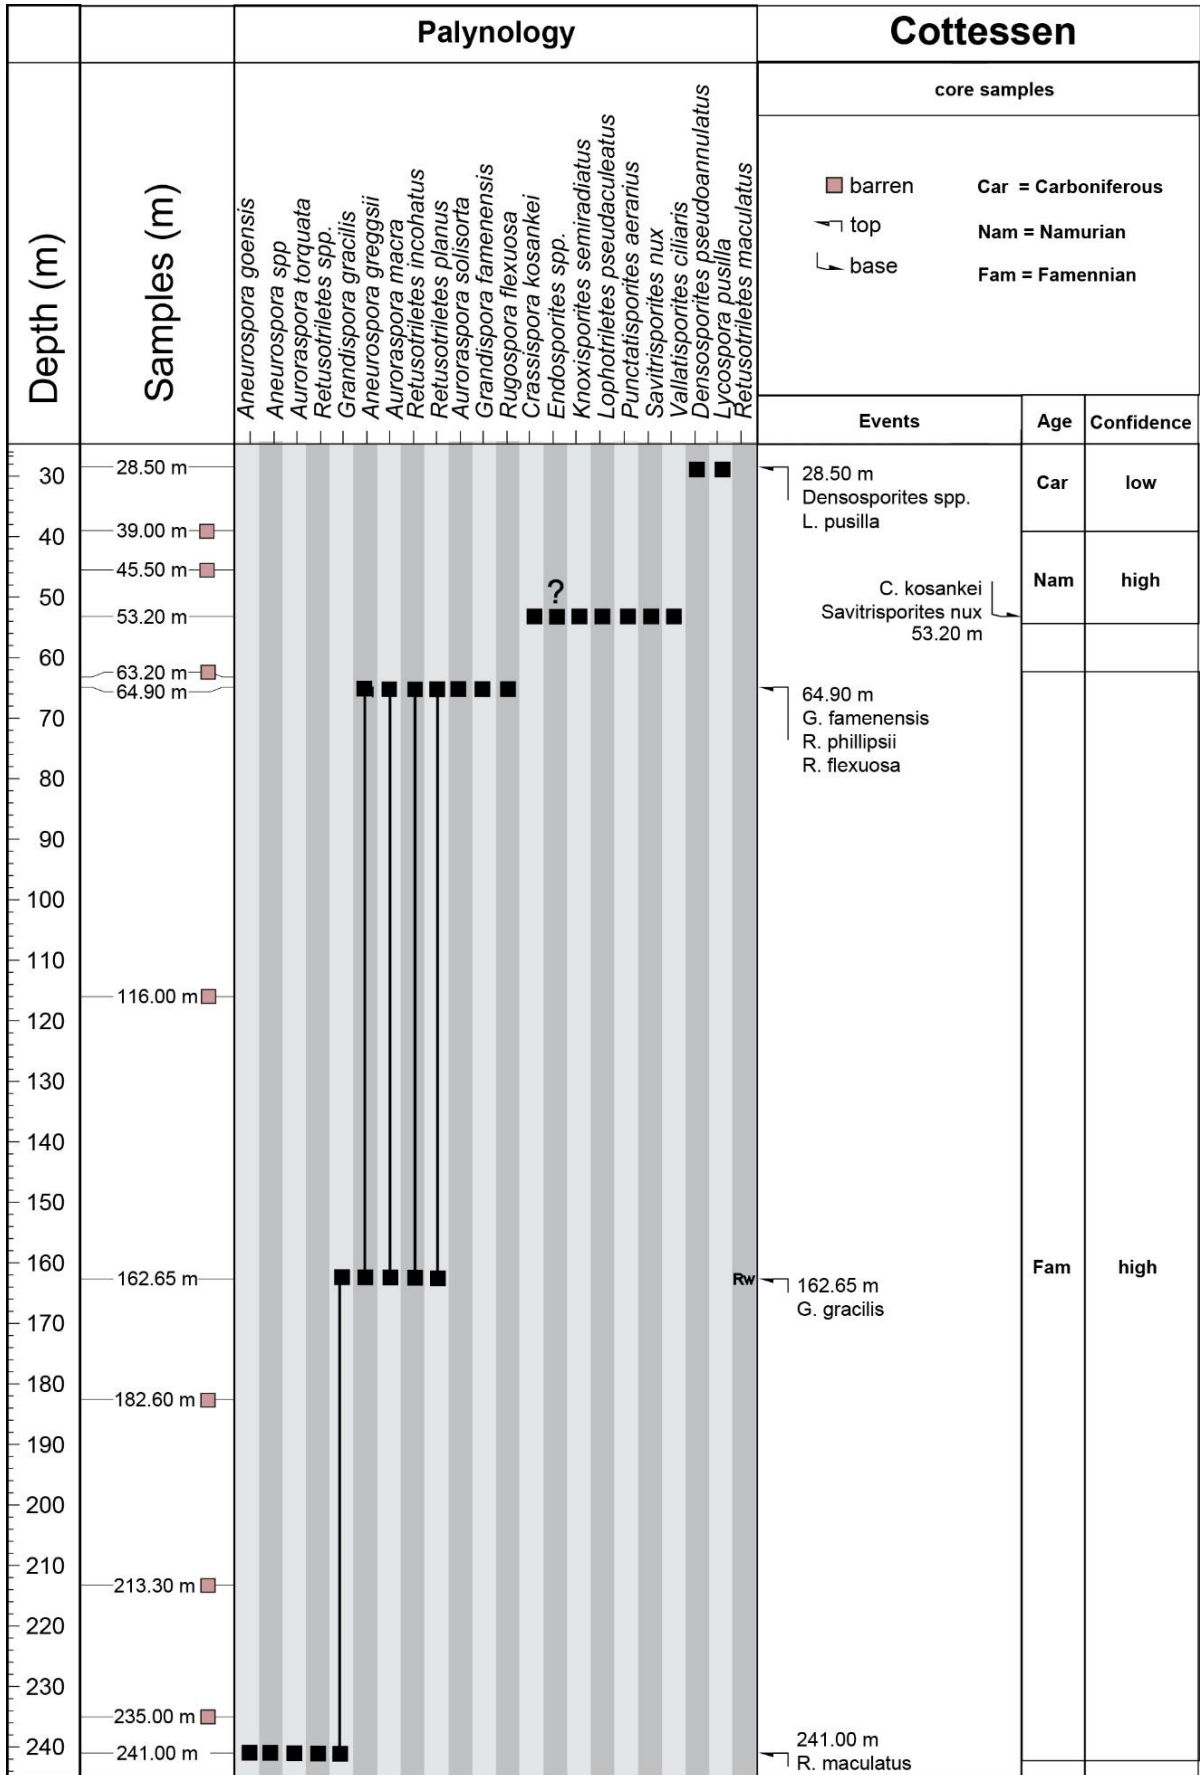 Palynology
Cottessen
core samples
barren
top
base
Car = Carboniferous
Nam = Namurian
Fam = Famennian
Depth (m)
Samples (m)
Aneurospora goensis
Aneurospora spp
Auroraspora torquata
Retusotriletes spp.
Grandispora gracilis
Aneurospora greggsii
Auroraspora macra
Retusotriletes incohatus
Retusotriletes planus
Auroraspora solisorta
Grandispora famenensis
Rugospora flexuosa
Crassispora kosankei
Endosporites spp.
Knoxisporites semiradiatus
Lophotriletes pseudaculeatus
Punctatisporites aerarius
Savitrisporites nux
Vallatisporites ciliaris
Densosporites pseudoannulatus
Lycospora pusilla
Retusotriletes maculatus
Events
Age
Confidence
30
40
50
60
70
80
90
100
110
120
130
140
150
160
170
180
190
200
210
220
230
240
28.50 m
39.00 m
45.50 m
53.20 m
63.20 m
64.90 m
116.00 m
162.65 m
182.60 m
213.30 m
235.00 m
241.00 m
?
Rw
28.50 m
Densosporites spp.
L. pusilla
C. kosankei
Savitrisporites nux
53.20 m
64.90 m
G. famenensis
R. phillipsii
R. flexuosa
162.65 m
G. gracilis
241.00 m
R. maculatus
Car
low
Nam
high
Fam
high